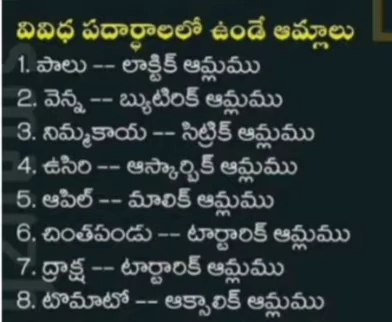 వివిధ పదార్థాలలో ఉండే ఆమ్లాలు
1. పాలు -- లాక్టిక్ ఆమ్లము
2. వెన్న -- బ్యుటిరిక్ ఆమ్లము
3. నిమ్మకాయ -- సిట్రిక్ ఆమ్లము
4. ఉసిరి -- ఆస్కార్బిక్ ఆమ్లము
5. ఆపిల్ -- మాలిక్ ఆమ్లము
6. చింతపండు -- టార్టారిక్ ఆమ్లము
7. ద్రాక్ష -- టార్టారిక్ ఆమ్లము
8. టొమాటో -- ఆక్సాలిక్ ఆమ్లము